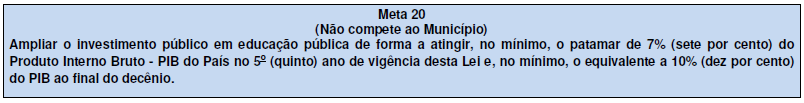 Meta 20
(Não compete ao Município)
Ampliar o investimento público em educação pública de forma a atingir, no mínimo, o patamar de 7% (sete por cento) do
Produto Interno Bruto - PIB do País no 5º (quinto) ano de vigência desta Lei e, no mínimo, o equivalente a 10% (dez por cento)
do PIB ao final do decênio.